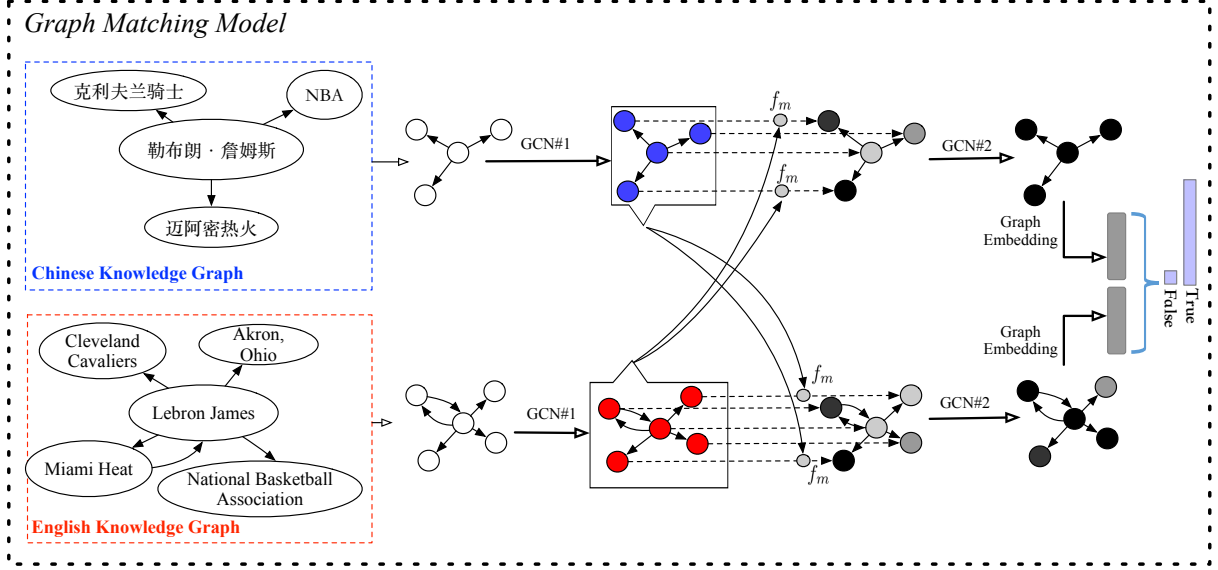 Graph Matching Model
克利夫兰骑士
NBA
勒布朗 · 詹姆斯
迈阿密热火
Chinese Knowledge Graph
GCN#1
f_m
f_m
GCN#2
Graph
Embedding
True
False
Cleveland
Cavaliers
Akron,
Ohio
Lebron James
Miami Heat
National Basketball
Association
English Knowledge Graph
GCN#1
f_m
f_m
GCN#2
Graph
Embedding